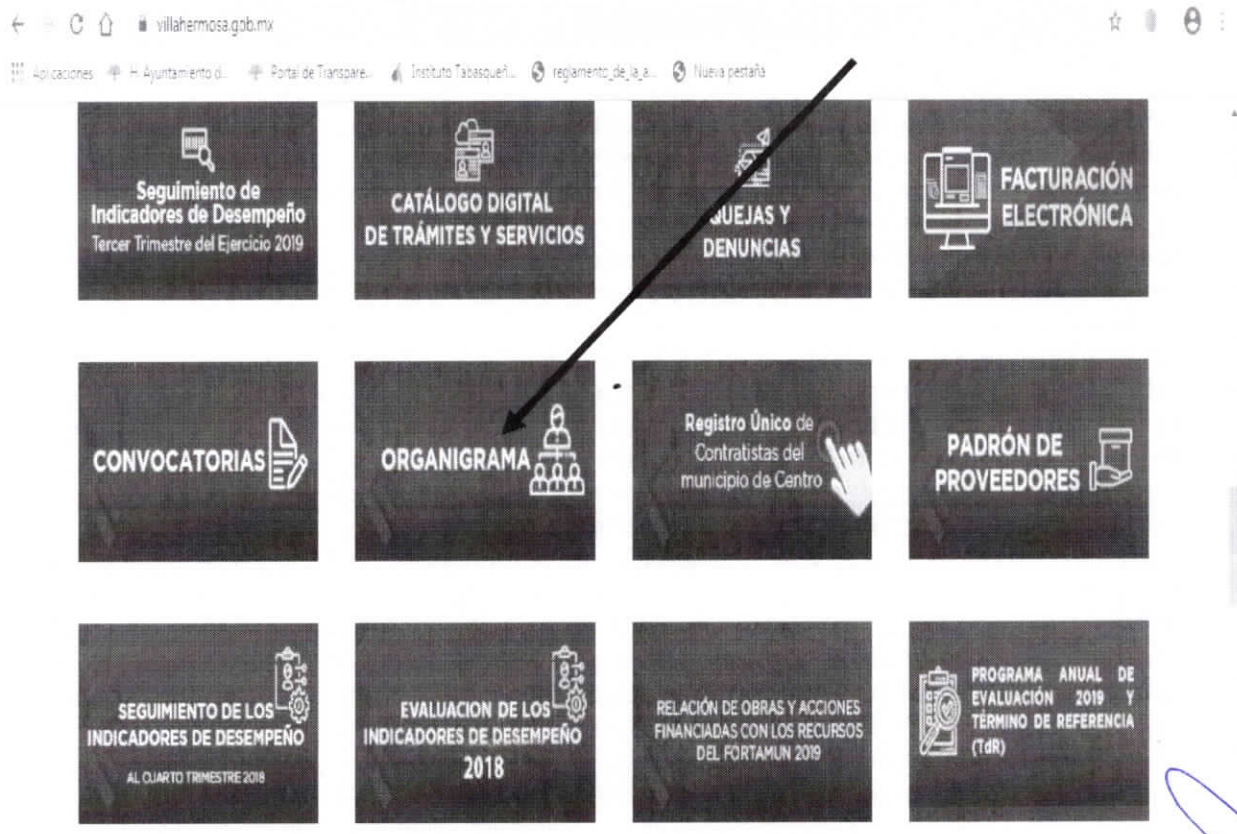 villahermosa.gob.mx
Aplicaciones H. Ayuntamiento d... Portal de Transpare... Instituto Tabasqueñ... reglamento_de_la_a... Nueva pestaña
Seguimiento de
Indicadores de Desempeño
Tercer Trimestre del Ejercicio 2019
CATÁLOGO DIGITAL
DE TRÁMITES Y SERVICIOS
QUEJAS Y
DENUNCIAS
FACTURACIÓN
ELECTRÓNICA
CONVOCATORIAS
ORGANIGRAMA
Registro Único de
Contratistas del
municipio de Centro
PADRÓN DE
PROVEEDORES
SEGUIMIENTO DE LOS
INDICADORES DE DESEMPEÑO
AL CUARTO TRIMESTRE 2018
EVALUACION DE LOS
INDICADORES DE DESEMPEÑO
2018
RELACIÓN DE OBRAS Y ACCIONES
FINANCIADAS CON LOS RECURSOS
DEL FORTAMUN 2019
PROGRAMA ANUAL DE
EVALUACIÓN 2019 Y
TÉRMINO DE REFERENCIA
(TdR)